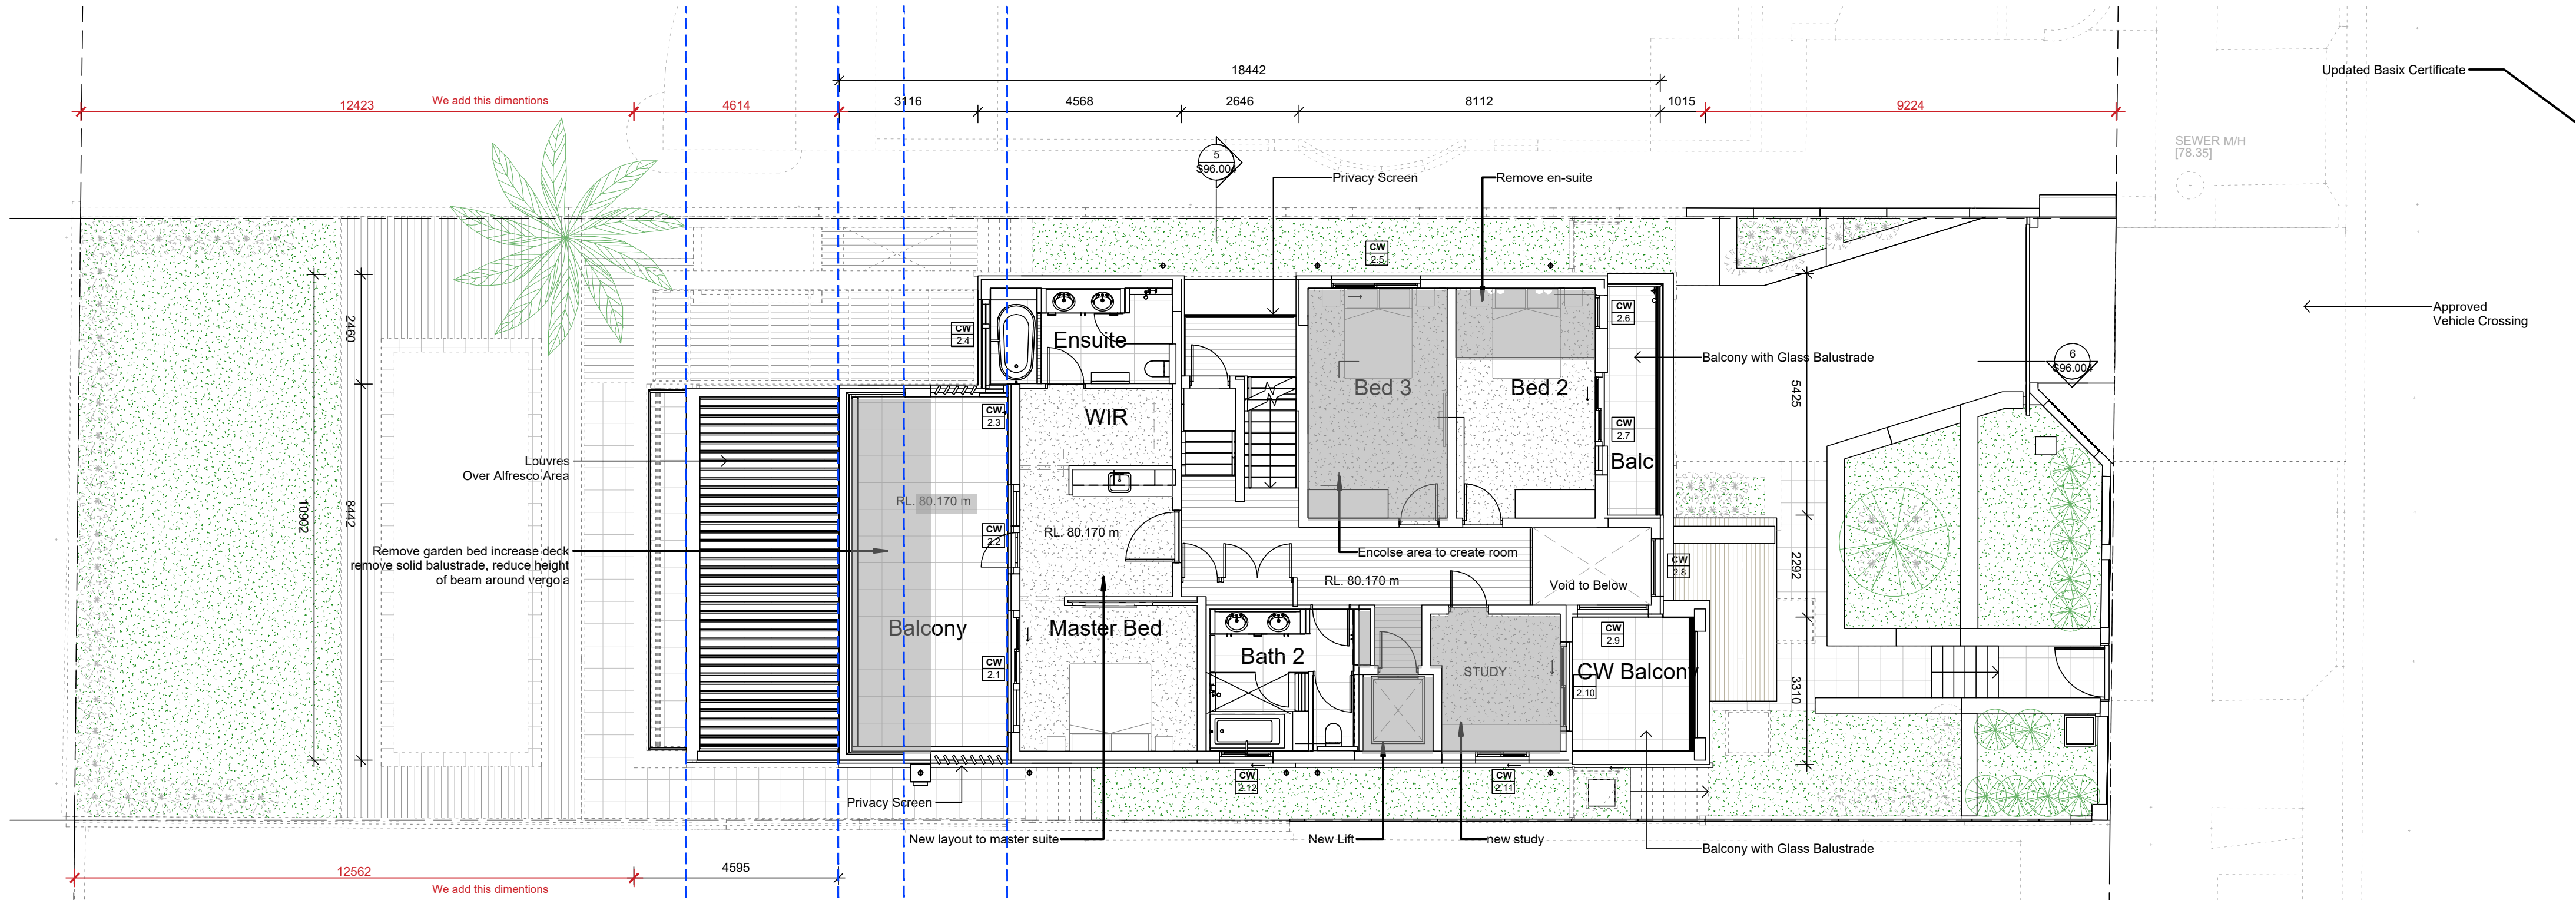 18442
Updated Basix Certificate
12423
We add this dimentions
4614
3116
4568
2646
8112
1015
9224
SEWER M/H
[78.35]
5
S96.004
Privacy Screen
Remove en-suite
CW
2.5
Approved
Vehicle Crossing
CW
2.6
2460
CW
2.4
Ensuite
Balcony with Glass Balustrade
6
S96.004
Bed 3
Bed 2
5425
WIR
CW
2.3
CW
2.7
Balc
Louvres
Over Alfresco Area
10902
8442
RL. 80.170 m
CW
2.2
RL. 80.170 m
Remove garden bed increase deck
remove solid balustrade, reduce height
of beam around vergola
Encolse area to create room
RL. 80.170 m
Void to Below
CW
2.8
2292
Balcony
Master Bed
CW
2.9
Bath 2
CW
2.1
STUDY
CW Balcony
2.10
3310
CW
2.12
CW
2.11
Privacy Screen
New layout to master suite
New Lift
new study
Balcony with Glass Balustrade
12562
4595
We add this dimentions